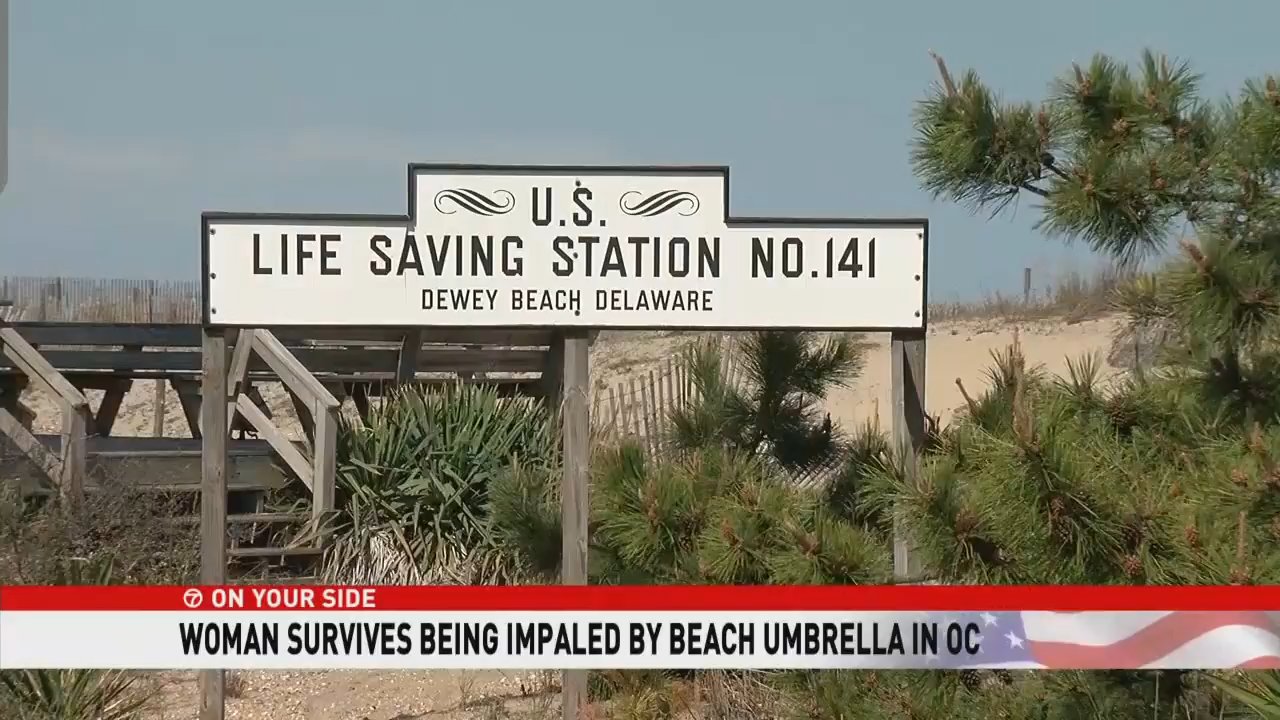 U.S.
LIFE SAVING STATION NO.141
DEWEY BEACH DELAWARE
7 ON YOUR SIDE
WOMAN SURVIVES BEING IMPALED BY BEACH UMBRELLA IN OC